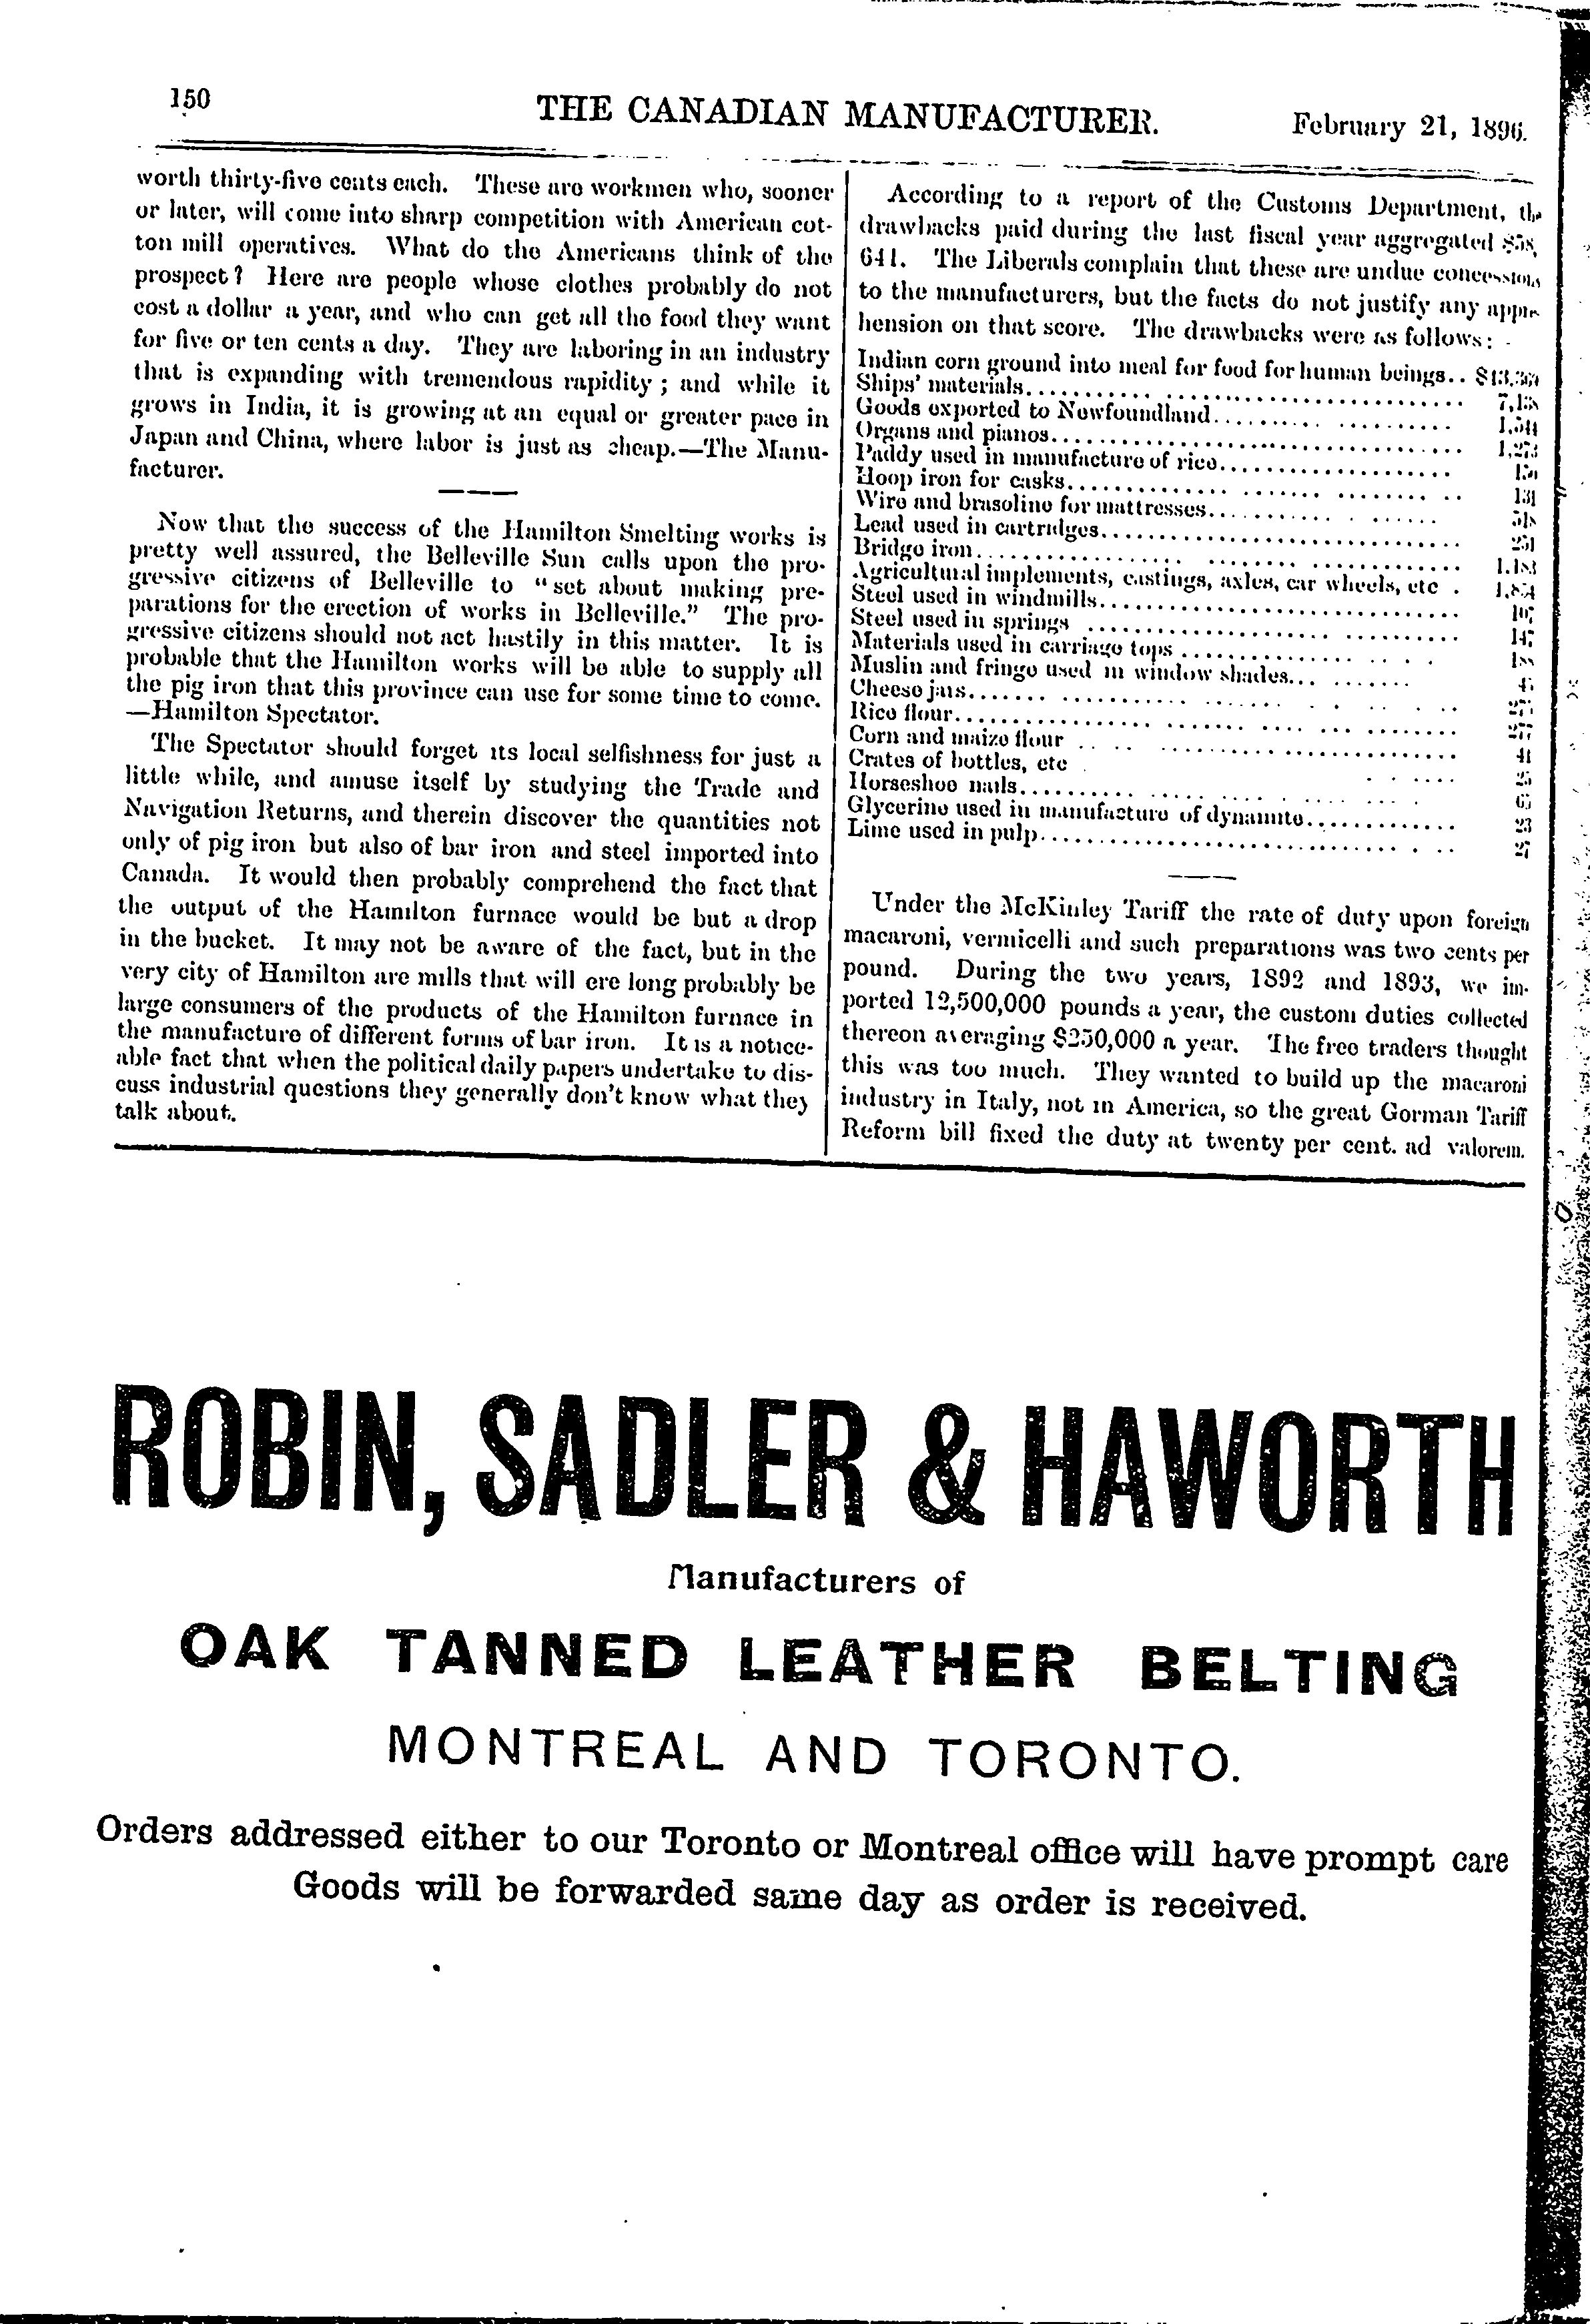 150
THE CANADIAN MANUFACTURER.
February 21, 1896.
worth thirty-five cents each. These are workmen who, sooner
or later, will come into sharp competition with American cot-
ton mill operatives. What do the Americans think of the
prospect? Here are people whose clothes probably do not
cost a dollar a year, and who can get all the food they want
for five or ten cents a day. They are laboring in an industry
that is expanding with tremendous rapidity; and while it
grows in India, it is growing at an equal or greater pace in
Japan and China, where labor is just as cheap.—The Manu-
facturer.
Now that the success of the Hamilton Smelting works is
pretty well assured, the Belleville Sun calls upon the pro-
gressive citizens of Belleville to "set about making pre-
parations for the erection of works in Belleville." The pro-
gressive citizens should not act hastily in this matter. It is
probable that the Hamilton works will be able to supply all
the pig iron that this province can use for some time to come.
—Hamilton Spectator.
The Spectator should forget its local selfishness for just a
little while, and amuse itself by studying the Trade and
Navigation Returns, and therein discover the quantities not
only of pig iron but also of bar iron and steel imported into
Canada. It would then probably comprehend the fact that
the output of the Hamilton furnace would be but a drop
in the bucket. It may not be aware of the fact, but in the
very city of Hamilton are mills that will ere long probably be
large consumers of the products of the Hamilton furnace in
the manufacture of different forms of bar iron. It is a notice-
able fact that when the political daily papers undertake to dis-
cuss industrial questions they generally don't know what they
talk about.
According to a report of the Customs Department, the
drawbacks paid during the last fiscal year aggregated $58,
641. The Liberals complain that these are undue concessions
to the manufacturers, but the facts do not justify any appre-
hension on that score. The drawbacks were as follows:
Indian corn ground into meal for food for human beings..
Ships' materials
Goods exported to Newfoundland
Organs and pianos
Paddy used in manufacture of rice
Hoop iron for casks 131
Wire and brasoline for mattresses
Lead used in cartridges 251
Bridge iron
Agricultural implements, castings, axles, car wheels, etc
Steel used in windmills
Steel used in springs 147
Materials used in carriage tops
Muslin and fringe used in window shades
Cheese jars
Rice flour
Corn and maize flour 41
Crates of bottles, etc
Horseshoe nails
Glycerine used in manufacture of dynamite 23
Lime used in pulp
Under the McKinley Tariff the rate of duty upon foreign
macaroni, vermicelli and such preparations was two cents per
pound. During the two years, 1892 and 1893, we im-
ported 12,500,000 pounds a year, the custom duties collected
thereon averaging $250,000 a year. The free traders thought
this was too much. They wanted to build up the macaroni
industry in Italy, not in America, so the great Gorman Tariff
Reform bill fixed the duty at twenty per cent. ad valorem.
ROBIN, SADLER & HAWORTH
Manufacturers of
OAK TANNED LEATHER BELTING
MONTREAL AND TORONTO.
Orders addressed either to our Toronto or Montreal office will have prompt care
Goods will be forwarded same day as order is received.